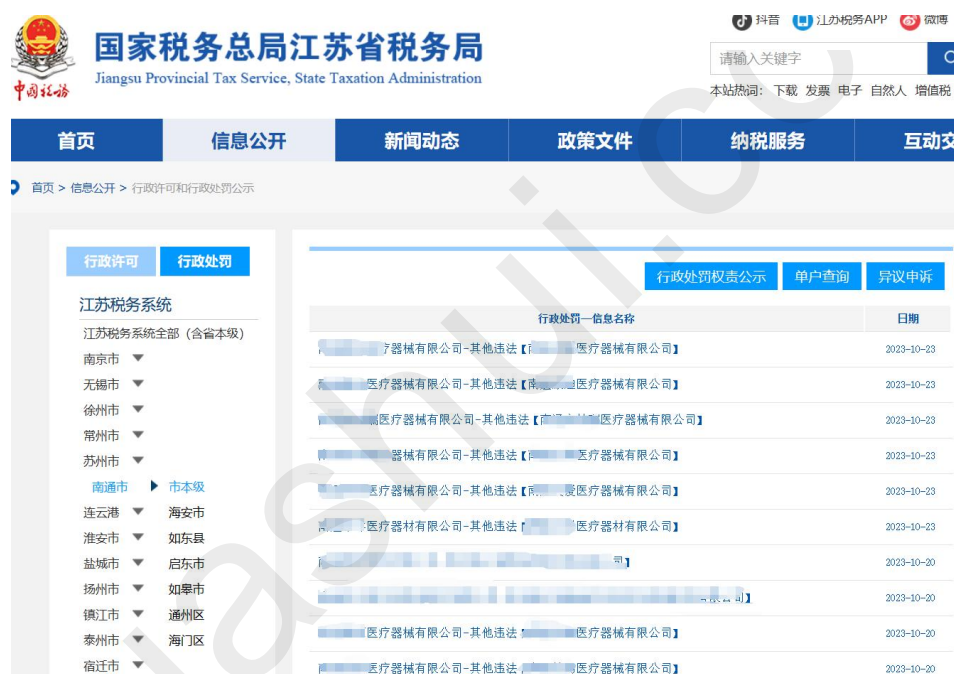 抖音 江苏税务APP 微博
国家税务总局江苏省税务局
Jiangsu Provincial Tax Service, State Taxation Administration
中国税务
请输入关键字
本站热词: 下载 发票 电子 自然人 增值税
首页 信息公开 新闻动态 政策文件 纳税服务 互动交
首页 > 信息公开 > 行政许可和行政处罚公示
行政许可 行政处罚
行政处罚权责公示 单户查询 异议申诉
江苏税务系统
江苏税务系统全部（含省本级）
南京市
无锡市
徐州市
常州市
苏州市
南通市 市本级
连云港 海安市
淮安市 如东县
盐城市 启东市
扬州市 如皋市
镇江市 通州区
泰州市 海门区
宿迁市
行政处罚—信息名称 日期
疗器械有限公司-其他违法【 医疗器械有限公司】 2023-10-23
医疗器械有限公司-其他违法【南 医疗器械有限公司】 2023-10-23
医疗器械有限公司-其他违法【 医疗器械有限公司】 2023-10-23
器械有限公司-其他违法【 医疗器械有限公司】 2023-10-23
医疗器械有限公司-其他违法【南 医疗器械有限公司】 2023-10-23
医疗器材有限公司-其他违法【 医疗器材有限公司】 2023-10-23
司】 2023-10-20
有限公司】 2023-10-20
医疗器械有限公司-其他违法【 医疗器械有限公司】 2023-10-20
医疗器械有限公司-其他违法【 医疗器械有限公司】 2023-10-20
ashui.c